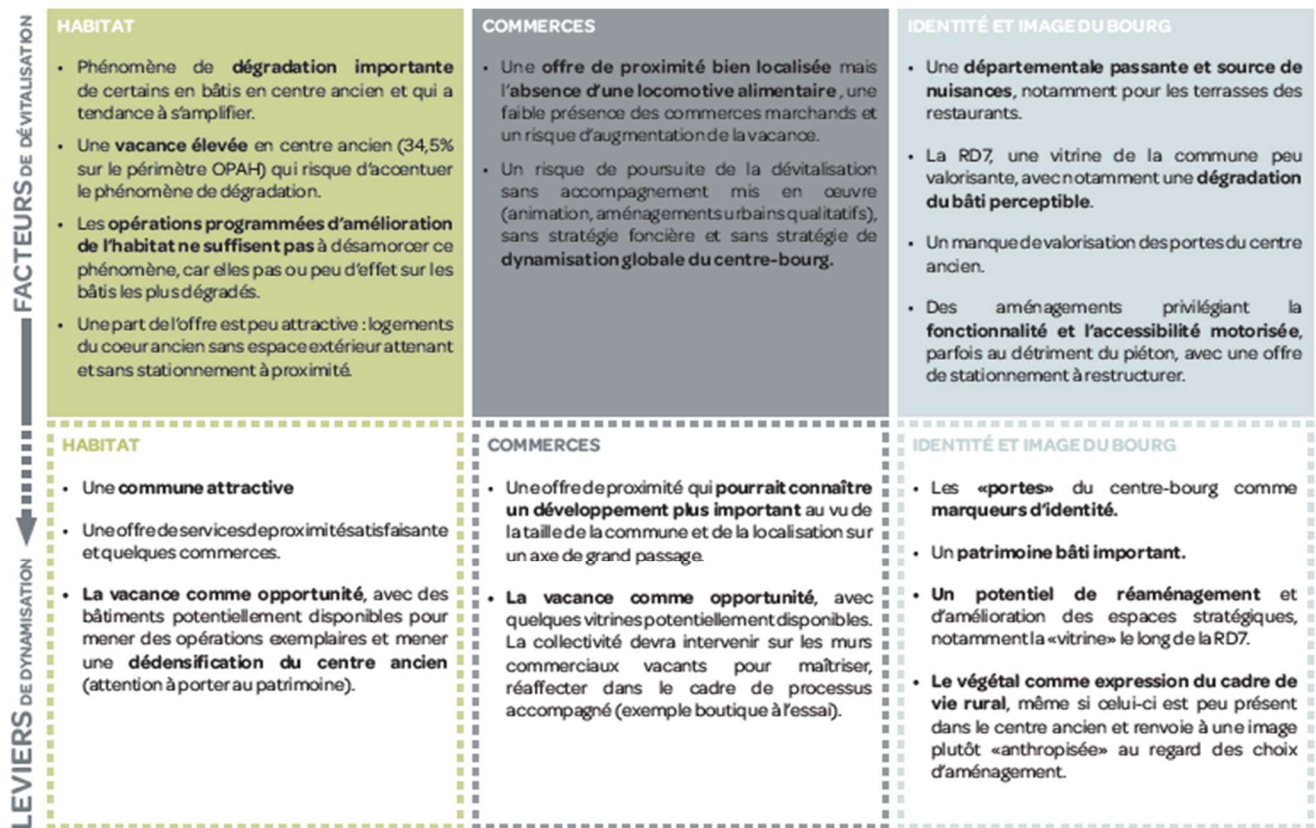 FACTEURS DE DÉVITALISATION
HABITAT
• Phénomène de dégradation importante
de certains en bâtis en centre ancien et qui a
tendance à s'amplifier.
• Une vacance élevée en centre ancien (34,5%
sur le périmètre OPAH) qui risque d'accentuer
le phénomène de dégradation.
• Les opérations programmées d'amélioration
de l'habitat ne suffisent pas à désamorcer ce
phénomène, car elles pas ou peu d'effet sur les
bâtis les plus dégradés.
• Une part de l'offre est peu attractive : logements
du coeur ancien sans espace extérieur attenant
et sans stationnement à proximité.
COMMERCES
• Une offre de proximité bien localisée mais
l'absence d'une locomotive alimentaire, une
faible présence des commerces marchands et
un risque d'augmentation de la vacance.
• Un risque de poursuite de la dévitalisation
sans accompagnement mis en œuvre
(animation, aménagements urbains qualitatifs),
sans stratégie foncière et sans stratégie de
dynamisation globale du centre-bourg.
IDENTITÉ ET IMAGE DU BOURG
• Une départementale passante et source de
nuisances, notamment pour les terrasses des
restaurants.
• La RD7, une vitrine de la commune peu
valorisante, avec notamment une dégradation
du bâti perceptible.
• Un manque de valorisation des portes du centre
ancien.
• Des aménagements privilégiant la
fonctionnalité et l'accessibilité motorisée,
parfois au détriment du piéton, avec une offre
de stationnement à restructurer.
LEVIERS DE DYNAMISATION
HABITAT
• Une commune attractive
• Une offre de services de proximité satisfaisante
et quelques commerces.
• La vacance comme opportunité, avec des
bâtiments potentiellement disponibles pour
mener des opérations exemplaires et mener
une dédensification du centre ancien
(attention à porter au patrimoine).
COMMERCES
• Une offre de proximité qui pourrait connaître
un développement plus important au vu de
la taille de la commune et de la localisation sur
un axe de grand passage.
• La vacance comme opportunité, avec
quelques vitrines potentiellement disponibles.
La collectivité devra intervenir sur les murs
commerciaux vacants pour maîtriser,
réaffecter dans le cadre de processus
accompagné (exemple boutique à l'essai).
IDENTITÉ ET IMAGE DU BOURG
• Les «portes» du centre-bourg comme
marqueurs d'identité.
• Un patrimoine bâti important.
• Un potentiel de réaménagement et
d'amélioration des espaces stratégiques,
notamment la «vitrine» le long de la RD7.
• Le végétal comme expression du cadre de
vie rural, même si celui-ci est peu présent
dans le centre ancien et renvoie à une image
plutôt «anthropisée» au regard des choix
d'aménagement.